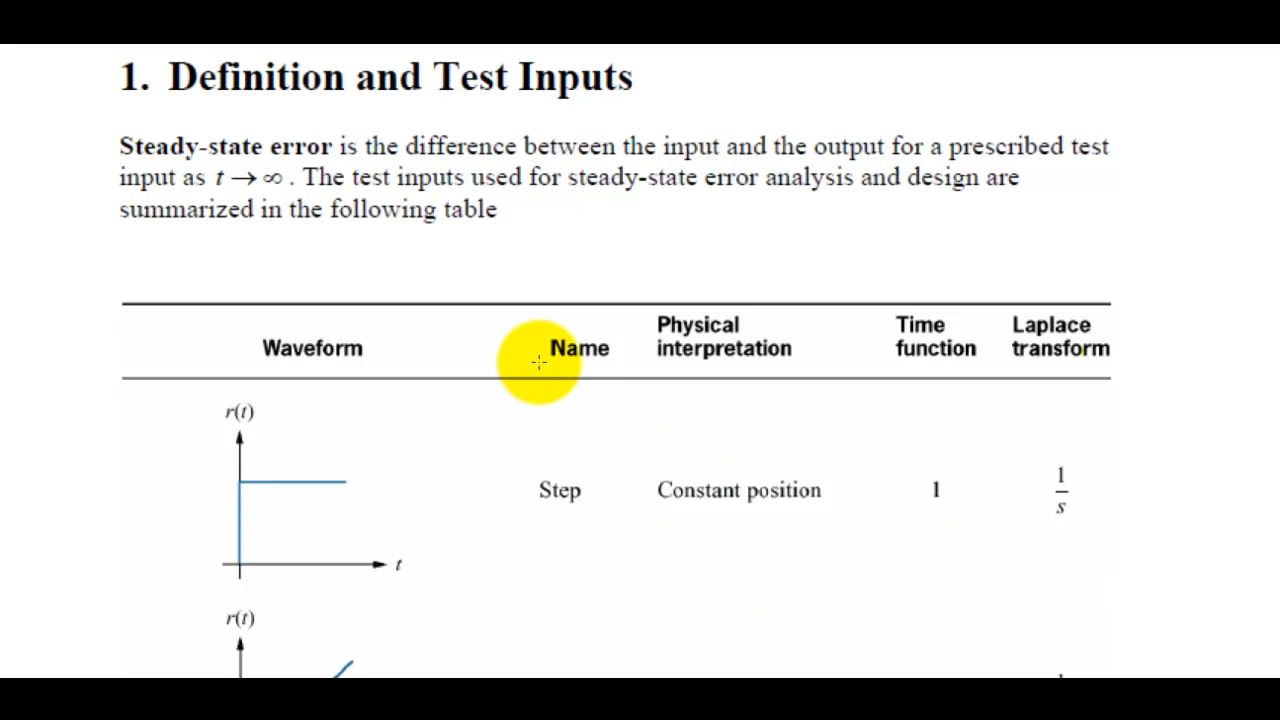 1. Definition and Test Inputs
Steady-state error is the difference between the input and the output for a prescribed test
input as t → ∞ . The test inputs used for steady-state error analysis and design are
summarized in the following table
Waveform Name Physical interpretation Time function Laplace transform
r(t)
Step Constant position 1 1/s
t
r(t)